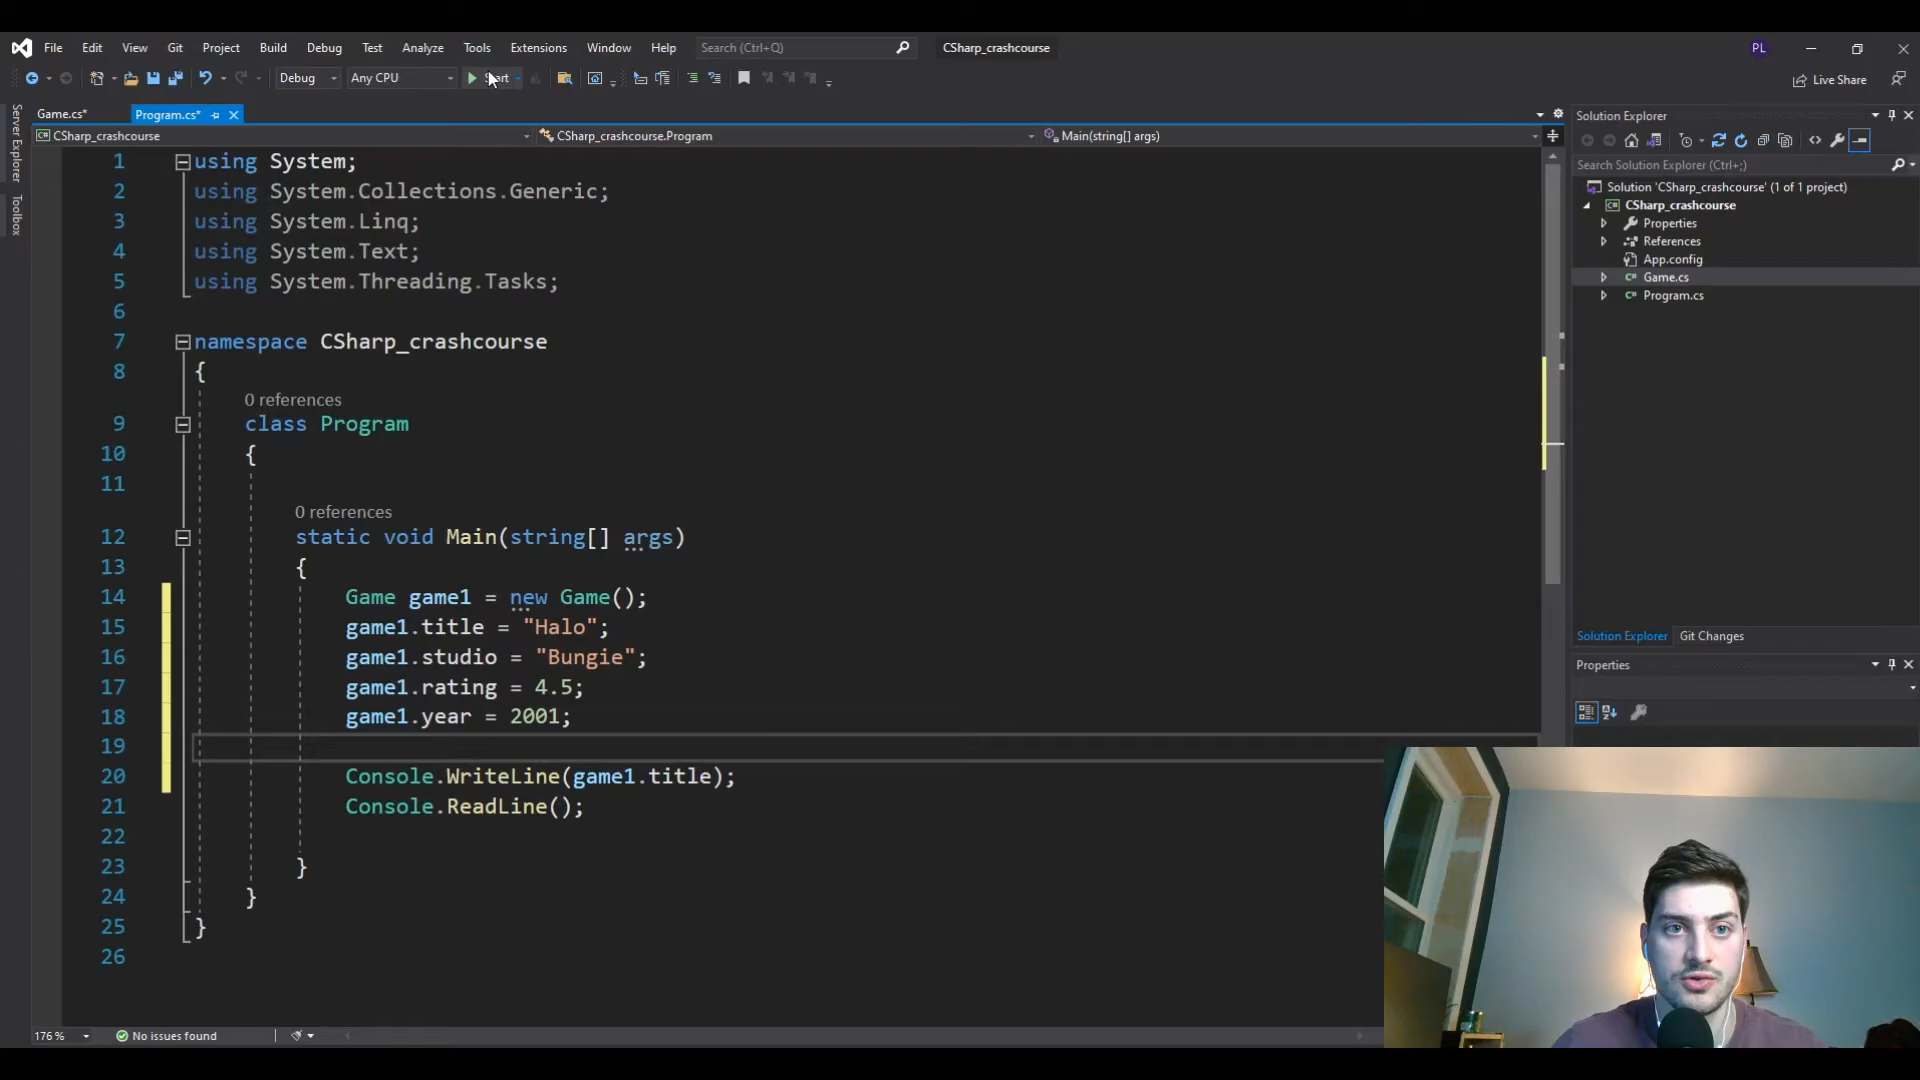 File Edit View Git Project Build Debug Test Analyze Tools Extensions Window Help Search (Ctrl+Q) CSharp_crashcourse PL
Debug Any CPU Start Live Share
Game.cs* Program.cs*
CSharp_crashcourse CSharp_crashcourse.Program Main(string[] args)
Server Explorer
Toolbox
1 using System;
2 using System.Collections.Generic;
3 using System.Linq;
4 using System.Text;
5 using System.Threading.Tasks;
6
7 namespace CSharp_crashcourse
8 {
0 references
9 class Program
10 {
11
0 references
12 static void Main(string[] args)
13 {
14 Game game1 = new Game();
15 game1.title = "Halo";
16 game1.studio = "Bungie";
17 game1.rating = 4.5;
18 game1.year = 2001;
19
20 Console.WriteLine(game1.title);
21 Console.ReadLine();
22
23 }
24 }
25 }
26
176 % No issues found
Solution Explorer
Search Solution Explorer (Ctrl+;)
Solution 'CSharp_crashcourse' (1 of 1 project)
CSharp_crashcourse
Properties
References
App.config
Game.cs
Program.cs
Solution Explorer Git Changes
Properties